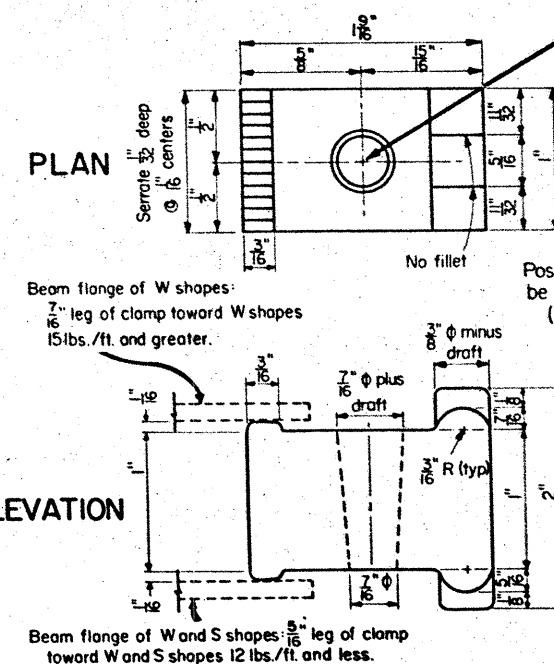 1 9/16"
5/8"
15/16"
PLAN
Serrate 1/32" deep
@ 1/16" centers
1/2"
1/2"
11/32"
5/16"
11/32"
1"
3/16"
No fillet
Pos
be
(
Beam flange of W shapes:
7/16" leg of clamp toward W shapes
15 lbs./ft. and greater.
3/8" ϕ minus
draft
3/16"
7/16" ϕ plus
draft
1/16"
1/8"
7/16"
3/16" R (typ)
1"
1"
2"
LEVATION
1/16"
7/16" ϕ
5/16"
1/8"
Beam flange of W and S shapes: 5/16" leg of clamp
toward W and S shapes 12 lbs./ft. and less.